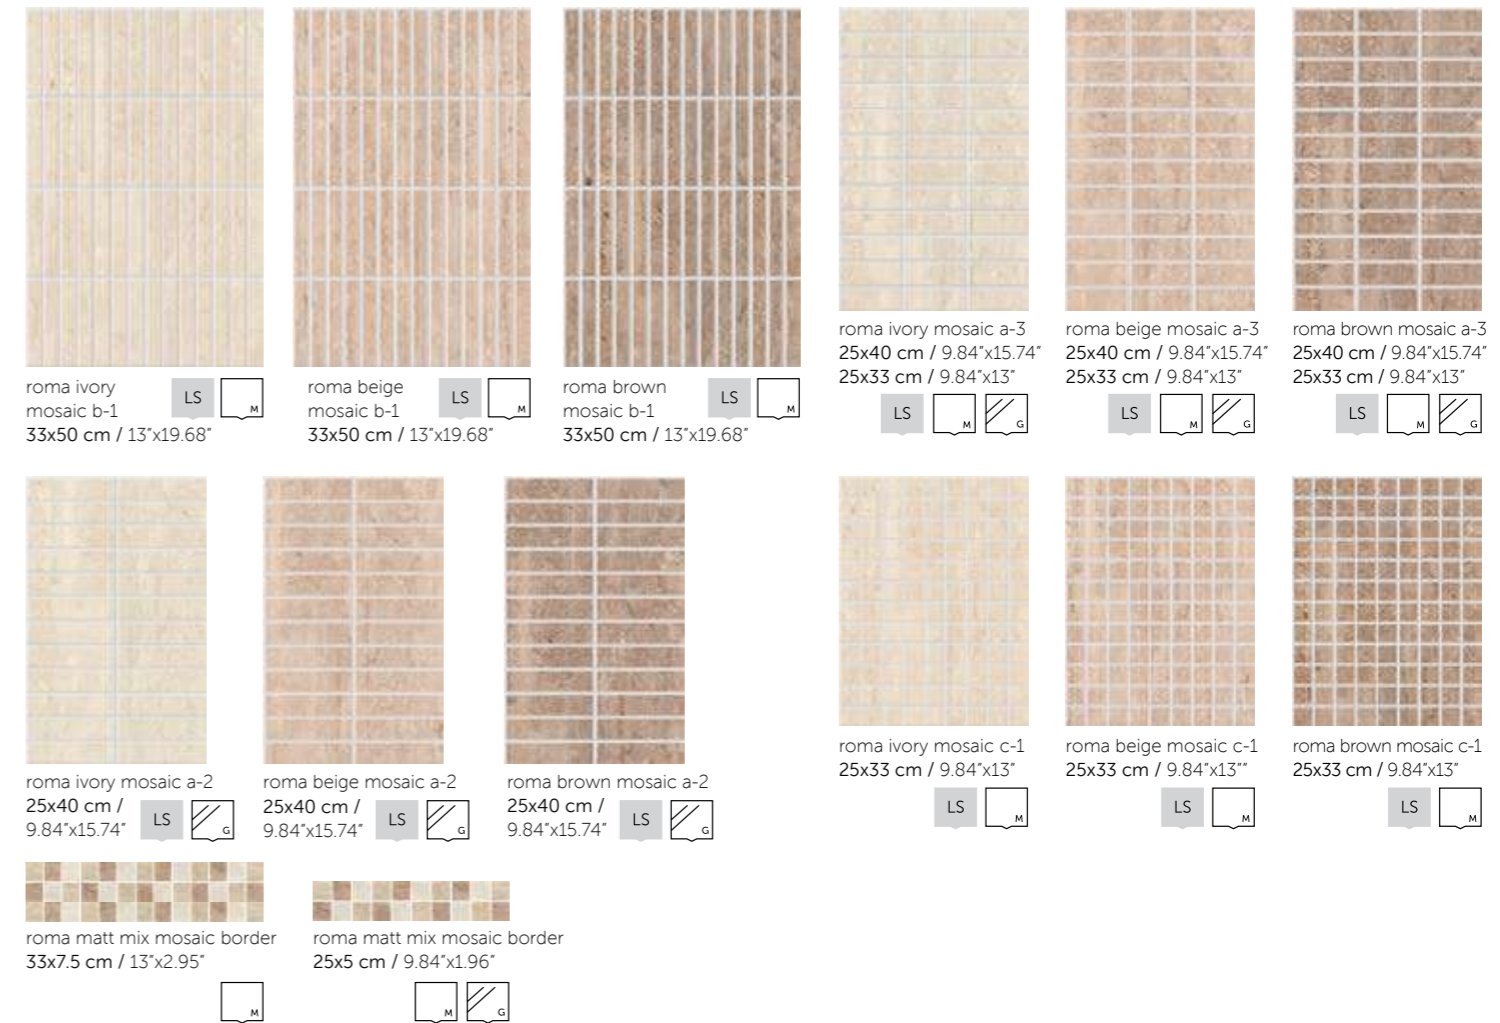 roma ivory
mosaic b-1
33x50 cm / 13”x19.68”
LS
M
roma beige
mosaic b-1
33x50 cm / 13”x19.68”
LS
M
roma brown
mosaic b-1
33x50 cm / 13”x19.68”
LS
M
roma ivory mosaic a-3
25x40 cm / 9.84”x15.74”
25x33 cm / 9.84”x13”
LS
M
G
roma beige mosaic a-3
25x40 cm / 9.84”x15.74”
25x33 cm / 9.84”x13”
LS
M
G
roma brown mosaic a-3
25x40 cm / 9.84”x15.74”
25x33 cm / 9.84”x13”
LS
M
G
roma ivory mosaic a-2
25x40 cm /
9.84”x15.74”
LS
G
roma beige mosaic a-2
25x40 cm /
9.84”x15.74”
LS
G
roma brown mosaic a-2
25x40 cm /
9.84”x15.74”
LS
G
roma ivory mosaic c-1
25x33 cm / 9.84”x13”
LS
M
roma beige mosaic c-1
25x33 cm / 9.84”x13””
LS
M
roma brown mosaic c-1
25x33 cm / 9.84”x13”
LS
M
roma matt mix mosaic border
33x7.5 cm / 13”x2.95”
M
roma matt mix mosaic border
25x5 cm / 9.84”x1.96”
M
G